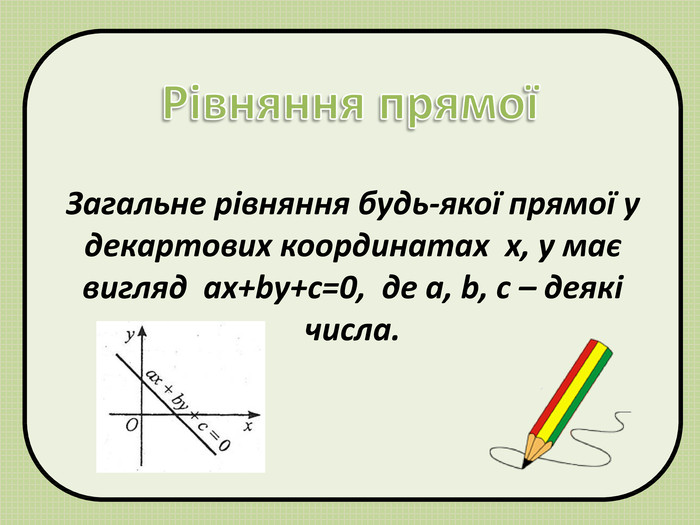 Рівняння прямої
Загальне рівняння будь-якої прямої у
декартових координатах х, у має
вигляд ах+by+c=0, де a, b, c – деякі
числа.
y
ax + by + c = 0
O
x